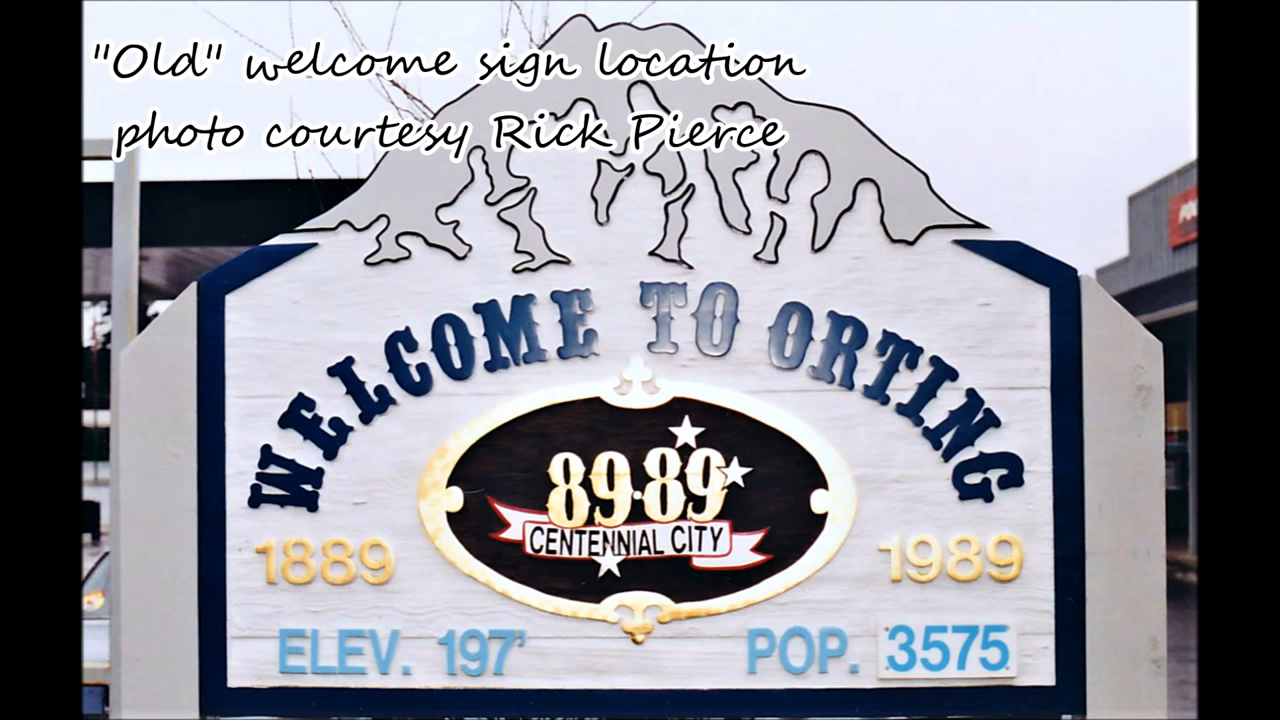 "Old" welcome sign location
photo courtesy Rick Pierce
WELCOME TO ORTING
89·89
CENTENNIAL CITY
1889
1989
ELEV. 197'
POP. 3575